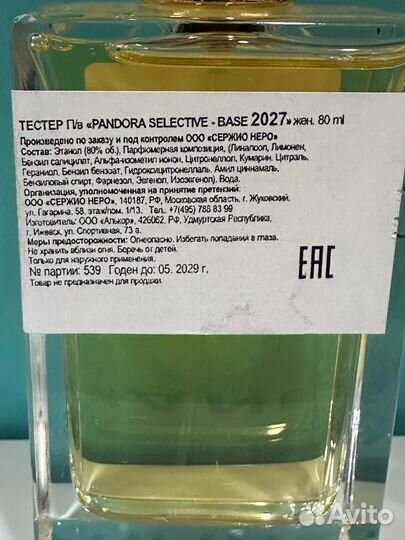 ТЕСТЕР П/в «PANDORA SELECTIVE - BASE 2027» жен. 80 ml
Произведено по заказу и под контролем ООО «СЕРЖИО НЕРО»
Состав: Этанол (80% об.), Парфюмерная композиция, (Линалоол, Лимонен,
Бензил салицилат, Альфа-изометил ионон, Цитронеллол, Кумарин, Цитраль,
Гераниол, Бензил бензоат, Гидроксицитронеллаль, Амил циннамаль,
Бензиловый спирт, Фарнезол, Эвгенол, Изоэвгенол), Вода.
Организация, уполномоченная на принятие претензий:
ООО «СЕРЖИО НЕРО», 140187, РФ, Московская область, г. Жуковский,
ул. Гагарина, 58, этаж/пом. 1/13. Тел.: +7(495) 788 83 99
Изготовитель: ООО «Алькор», 426062, РФ, Удмуртская Республика,
г. Ижевск, ул. Спортивная, 73 а.
Меры предосторожности: Огнеопасно. Избегать попадания в глаза.
Не хранить вблизи огня. Беречь от детей.
Только для наружного применения.
№ партии: 539 Годен до: 05. 2029 г.
Товар не предназначен для продажи.
EAC
Avito